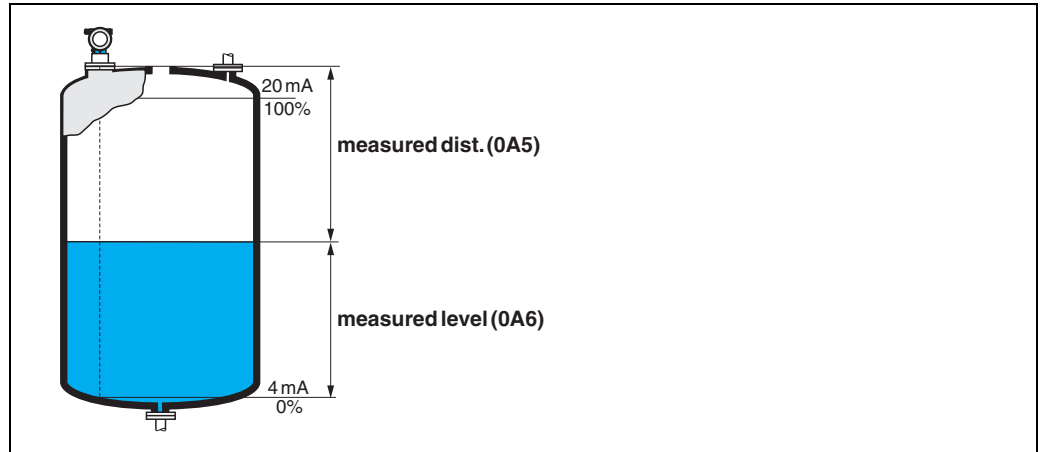 20 mA
100%
measured dist. (0A5)
measured level (0A6)
4 mA
0%